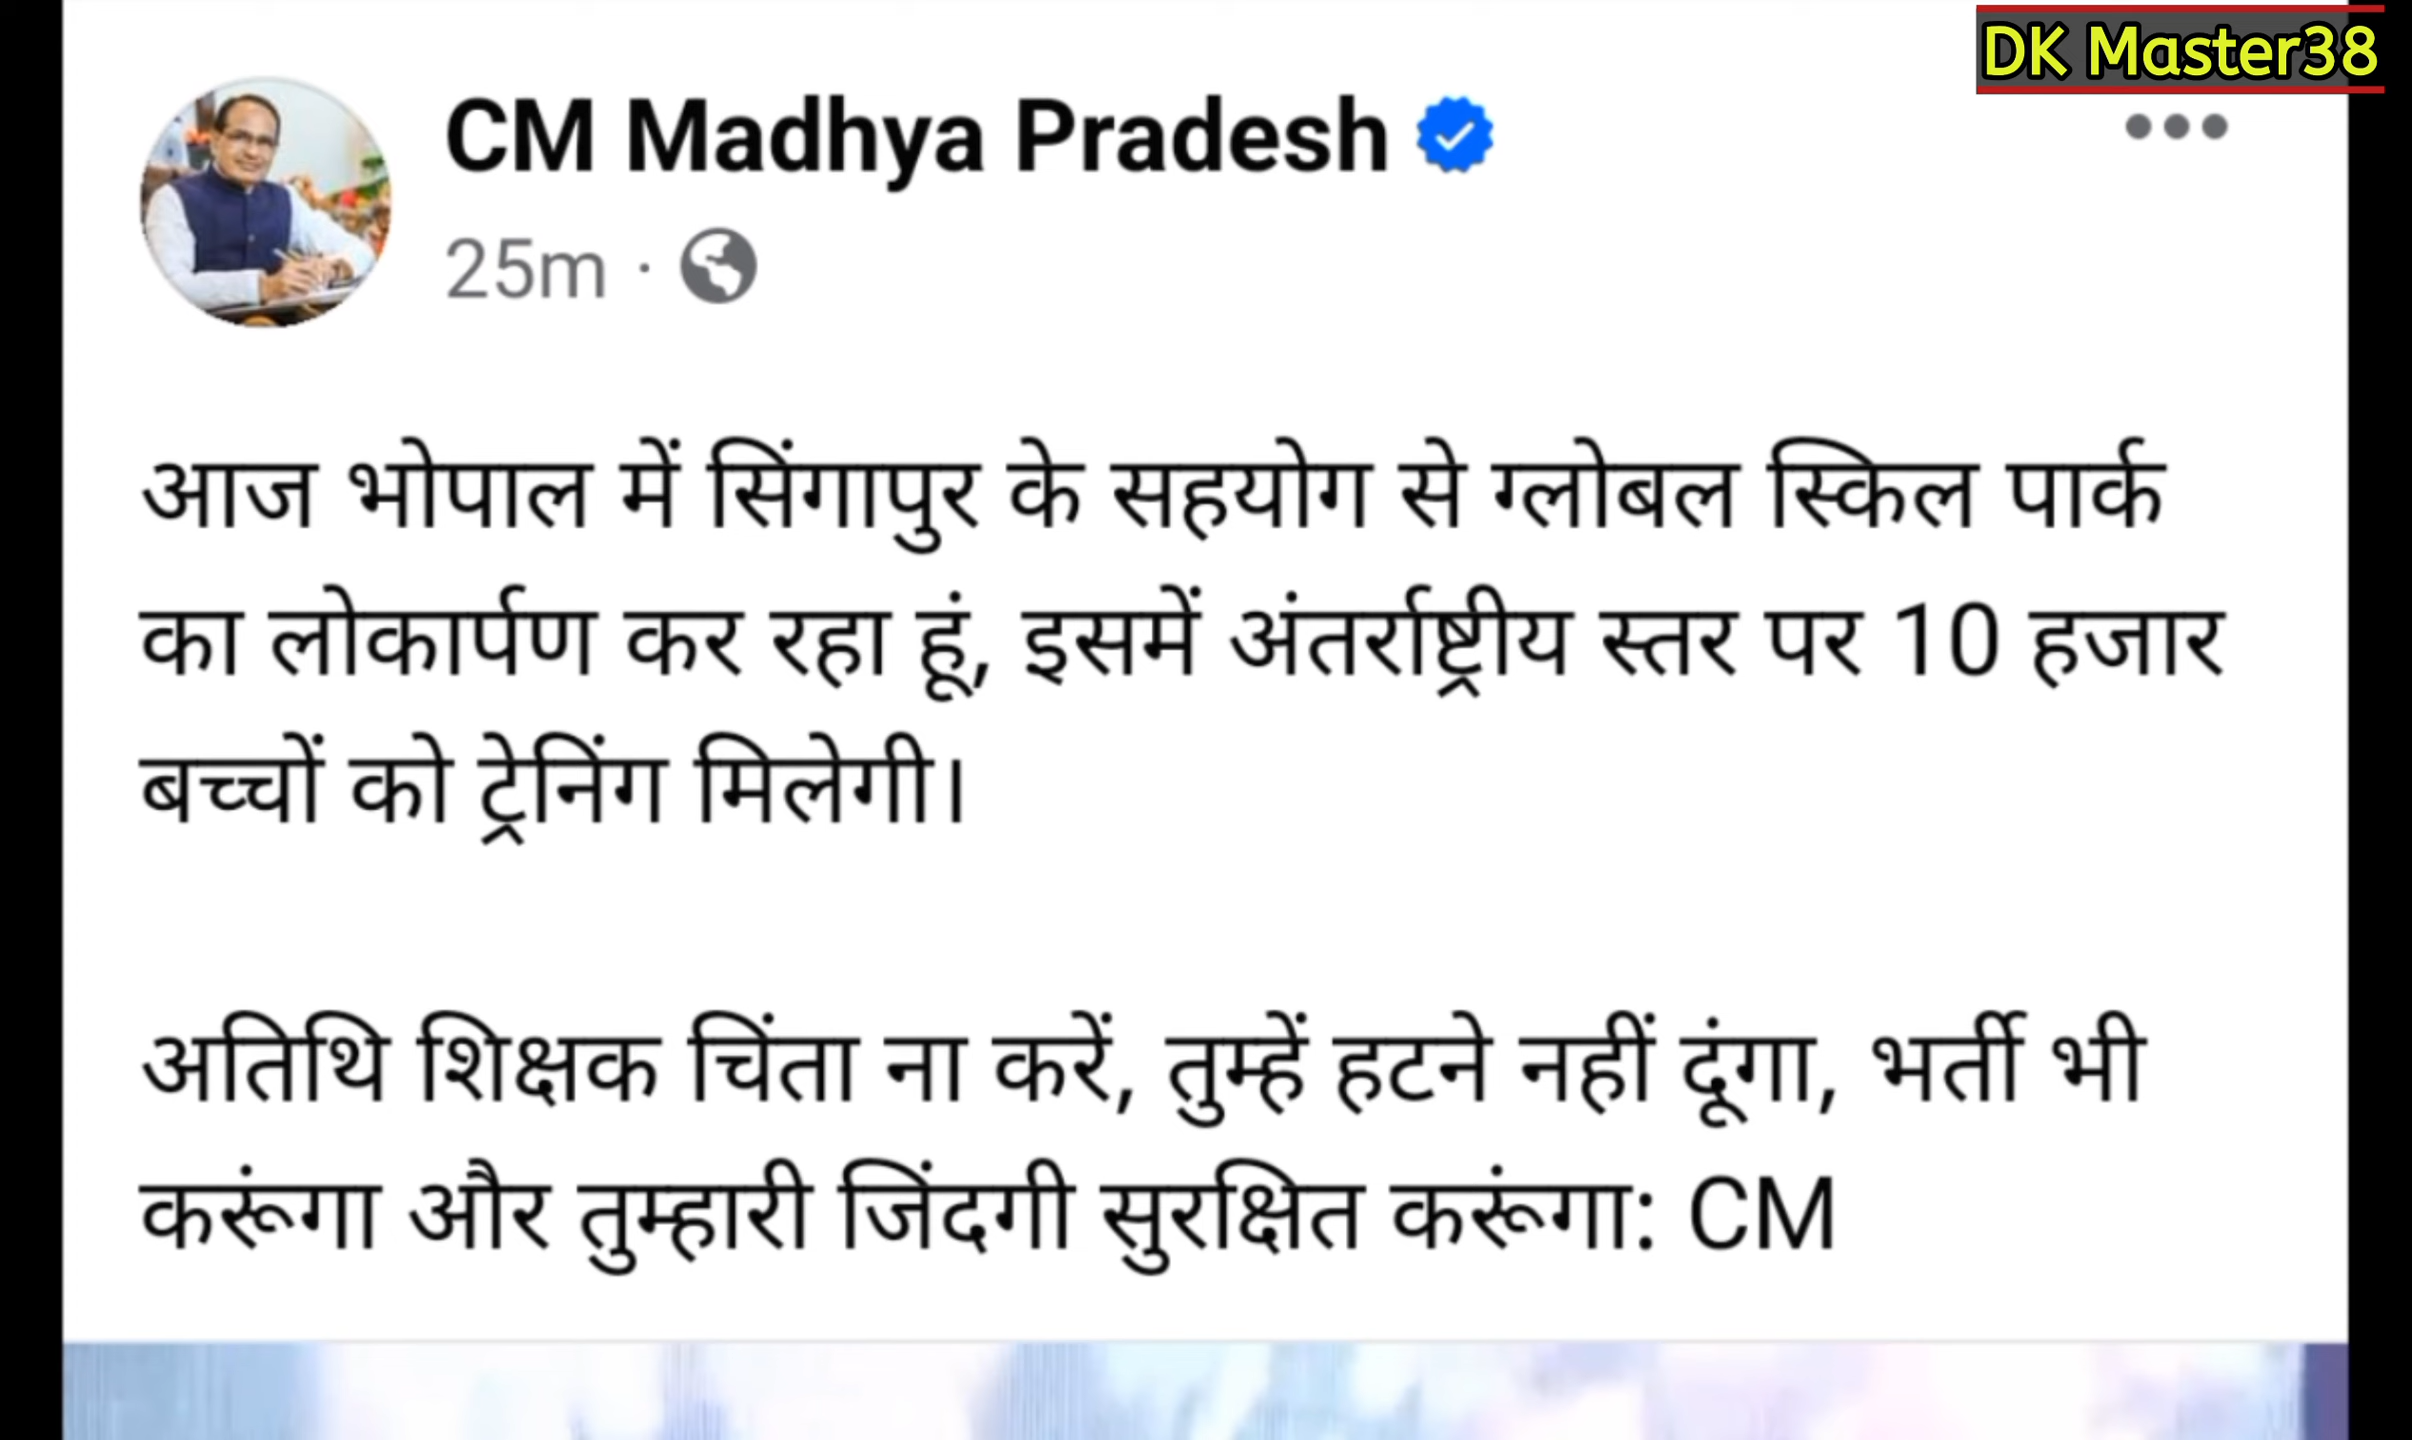 DK Master38
CM Madhya Pradesh
25m ·
आज भोपाल में सिंगापुर के सहयोग से ग्लोबल स्किल पार्क
का लोकार्पण कर रहा हूं, इसमें अंतर्राष्ट्रीय स्तर पर 10 हजार
बच्चों को ट्रेनिंग मिलेगी।
अतिथि शिक्षक चिंता ना करें, तुम्हें हटने नहीं दूंगा, भर्ती भी
करूंगा और तुम्हारी जिंदगी सुरक्षित करूंगा: CM